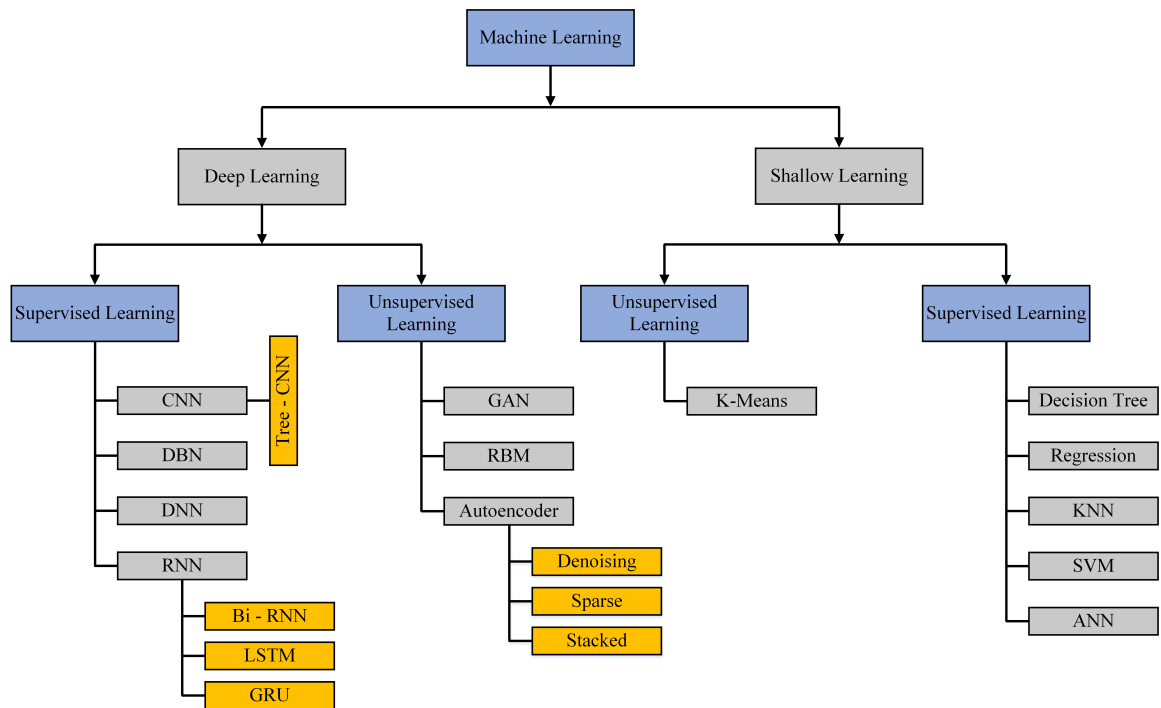 Machine Learning
Deep Learning
Shallow Learning
Supervised Learning
Unsupervised
Learning
Unsupervised
Learning
Supervised Learning
CNN
Tree - CNN
DBN
DNN
RNN
Bi - RNN
LSTM
GRU
GAN
RBM
Autoencoder
Denoising
Sparse
Stacked
K-Means
Decision Tree
Regression
KNN
SVM
ANN